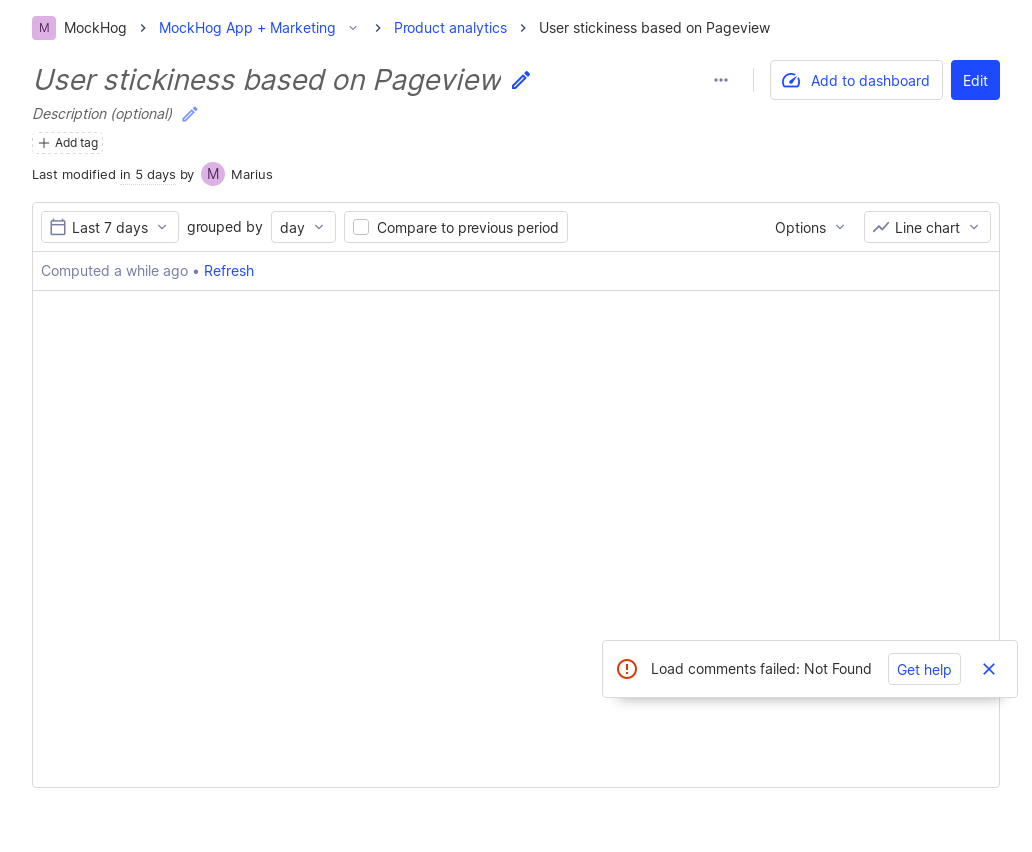 M MockHog MockHog App + Marketing Product analytics User stickiness based on Pageview
User stickiness based on Pageview
Add to dashboard Edit
Description (optional)
Add tag
Last modified in 5 days by M Marius
Last 7 days grouped by day Compare to previous period Options Line chart
Computed a while ago • Refresh
Load comments failed: Not Found Get help